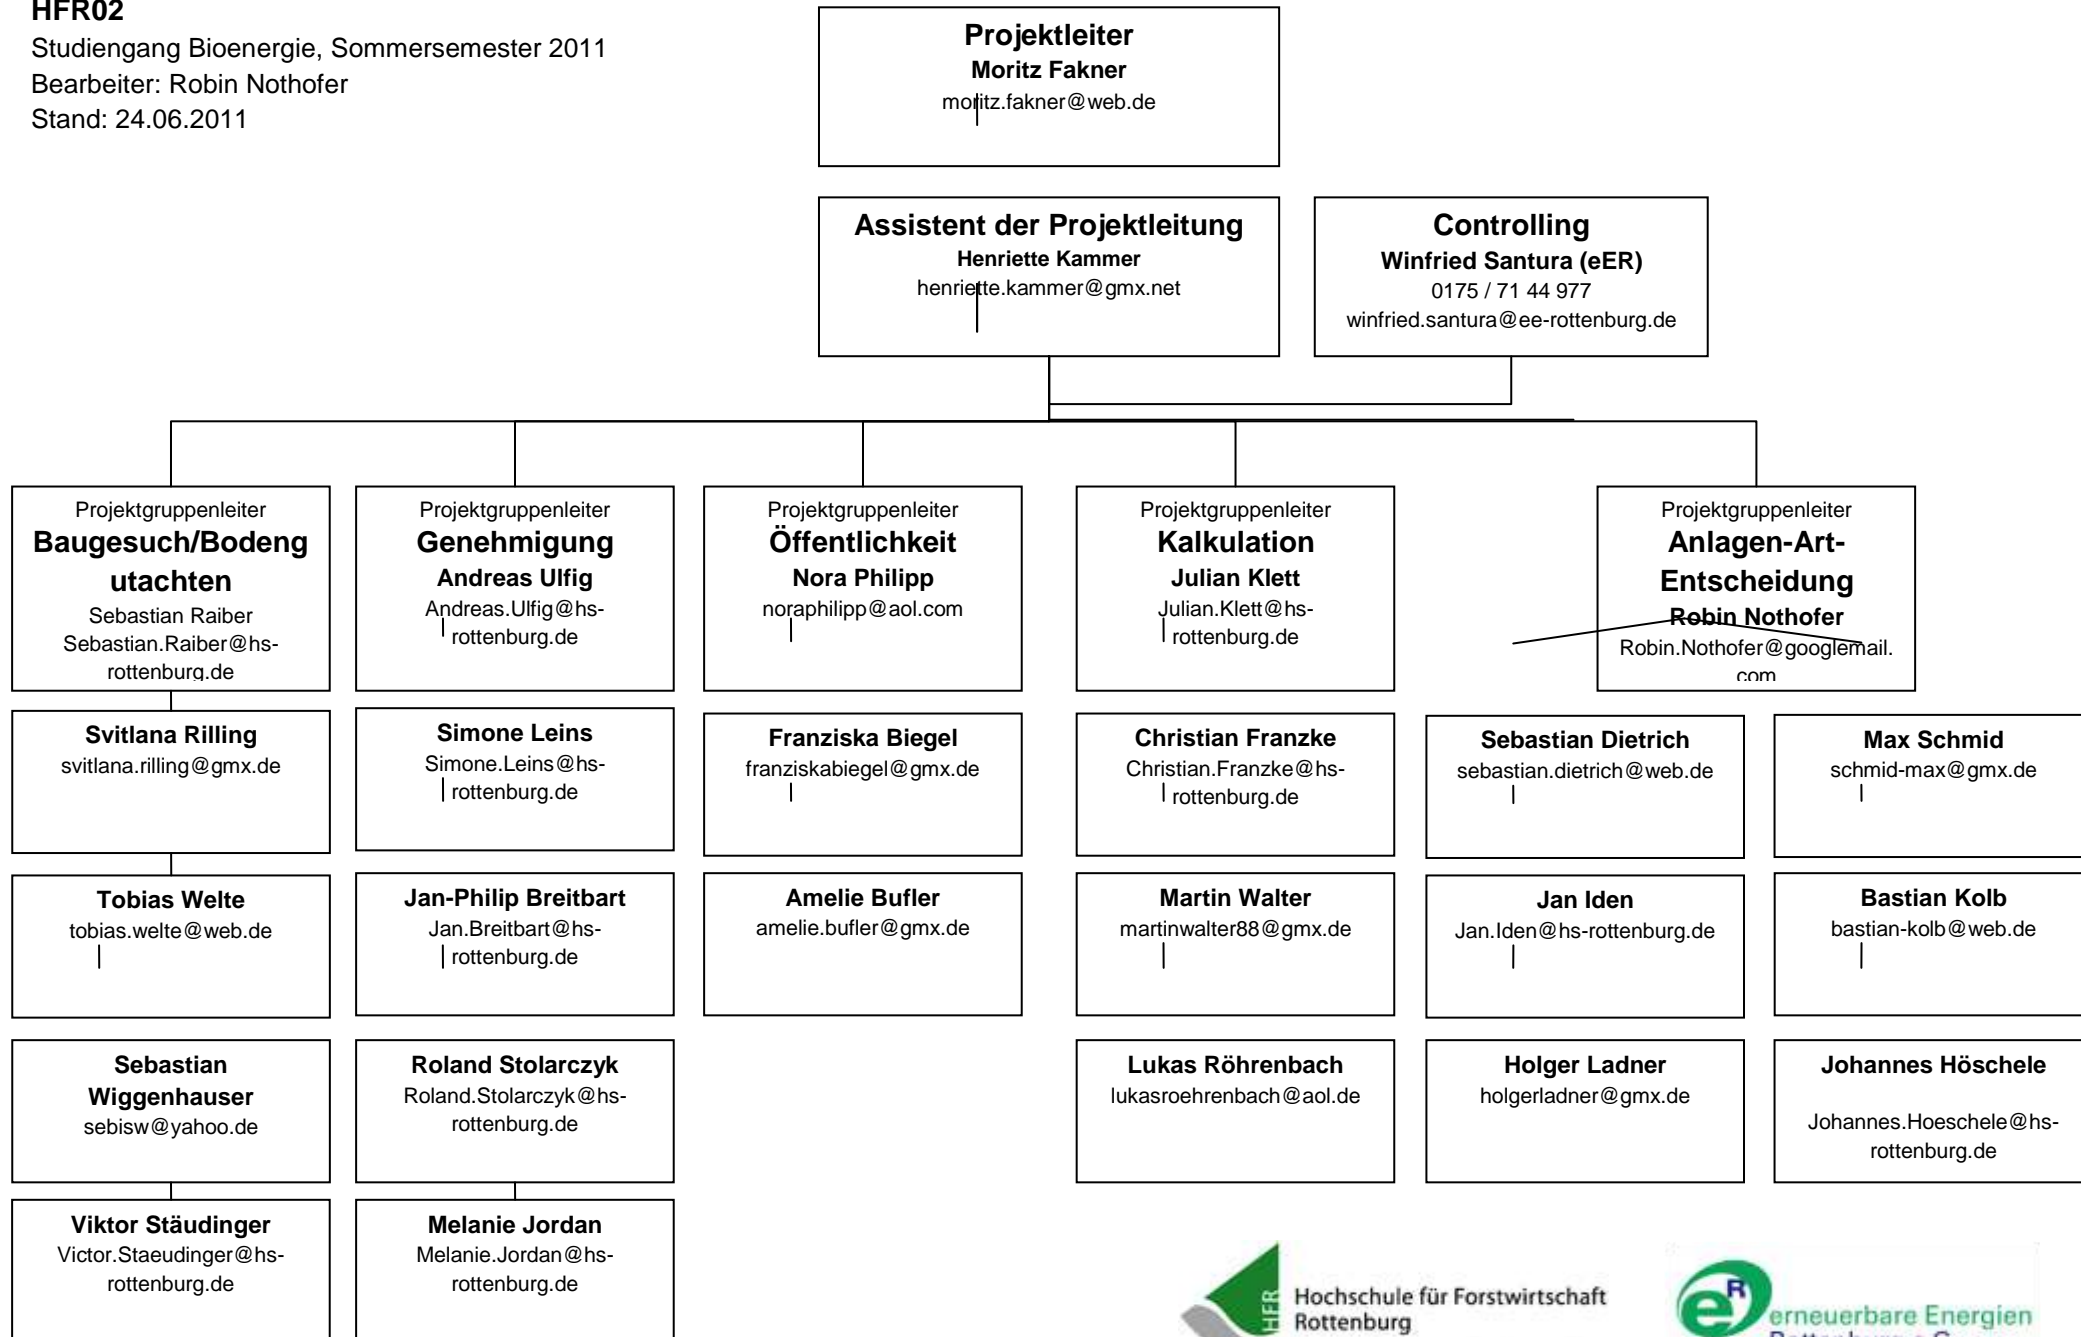 HFR02
Studiengang Bioenergie, Sommersemester 2011
Bearbeiter: Robin Nothofer
Stand: 24.06.2011
Projektleiter
Moritz Fakner
moritz.fakner@web.de
Assistent der Projektleitung
Henriette Kammer
henriette.kammer@gmx.net
Controlling
Winfried Santura (eER)
0175 / 71 44 977
winfried.santura@ee-rottenburg.de
Projektgruppenleiter
Baugesuch/Bodeng
utachten
Sebastian Raiber
Sebastian.Raiber@hs-
rottenburg.de
Projektgruppenleiter
Genehmigung
Andreas Ulfig
Andreas.Ulfig@hs-
rottenburg.de
Projektgruppenleiter
Öffentlichkeit
Nora Philipp
noraphilipp@aol.com
Projektgruppenleiter
Kalkulation
Julian Klett
Julian.Klett@hs-
rottenburg.de
Projektgruppenleiter
Anlagen-Art-
Entscheidung
Robin Nothofer
Robin.Nothofer@googlemail.
com
Svitlana Rilling
svitlana.rilling@gmx.de
Simone Leins
Simone.Leins@hs-
rottenburg.de
Franziska Biegel
franziskabiegel@gmx.de
Christian Franzke
Christian.Franzke@hs-
rottenburg.de
Sebastian Dietrich
sebastian.dietrich@web.de
Max Schmid
schmid-max@gmx.de
Tobias Welte
tobias.welte@web.de
Jan-Philip Breitbart
Jan.Breitbart@hs-
rottenburg.de
Amelie Bufler
amelie.bufler@gmx.de
Martin Walter
martinwalter88@gmx.de
Jan Iden
Jan.Iden@hs-rottenburg.de
Bastian Kolb
bastian-kolb@web.de
Sebastian
Wiggenhauser
sebisw@yahoo.de
Roland Stolarczyk
Roland.Stolarczyk@hs-
rottenburg.de
Lukas Röhrenbach
lukasroehrenbach@aol.de
Holger Ladner
holgerladner@gmx.de
Johannes Höschele
Johannes.Hoeschele@hs-
rottenburg.de
Viktor Stäudinger
Victor.Staeudinger@hs-
rottenburg.de
Melanie Jordan
Melanie.Jordan@hs-
rottenburg.de
HFR
Hochschule für Forstwirtschaft
Rottenburg
eR
erneuerbare Energien
Rottenburg e.G.